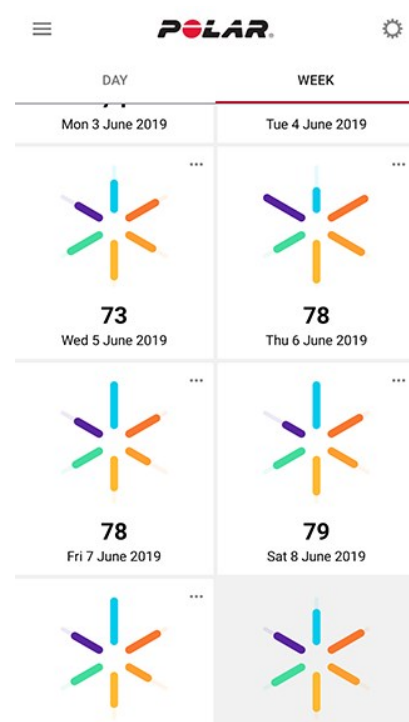 POLAR
DAY WEEK
Mon 3 June 2019 Tue 4 June 2019
73 78
Wed 5 June 2019 Thu 6 June 2019
78 79
Fri 7 June 2019 Sat 8 June 2019